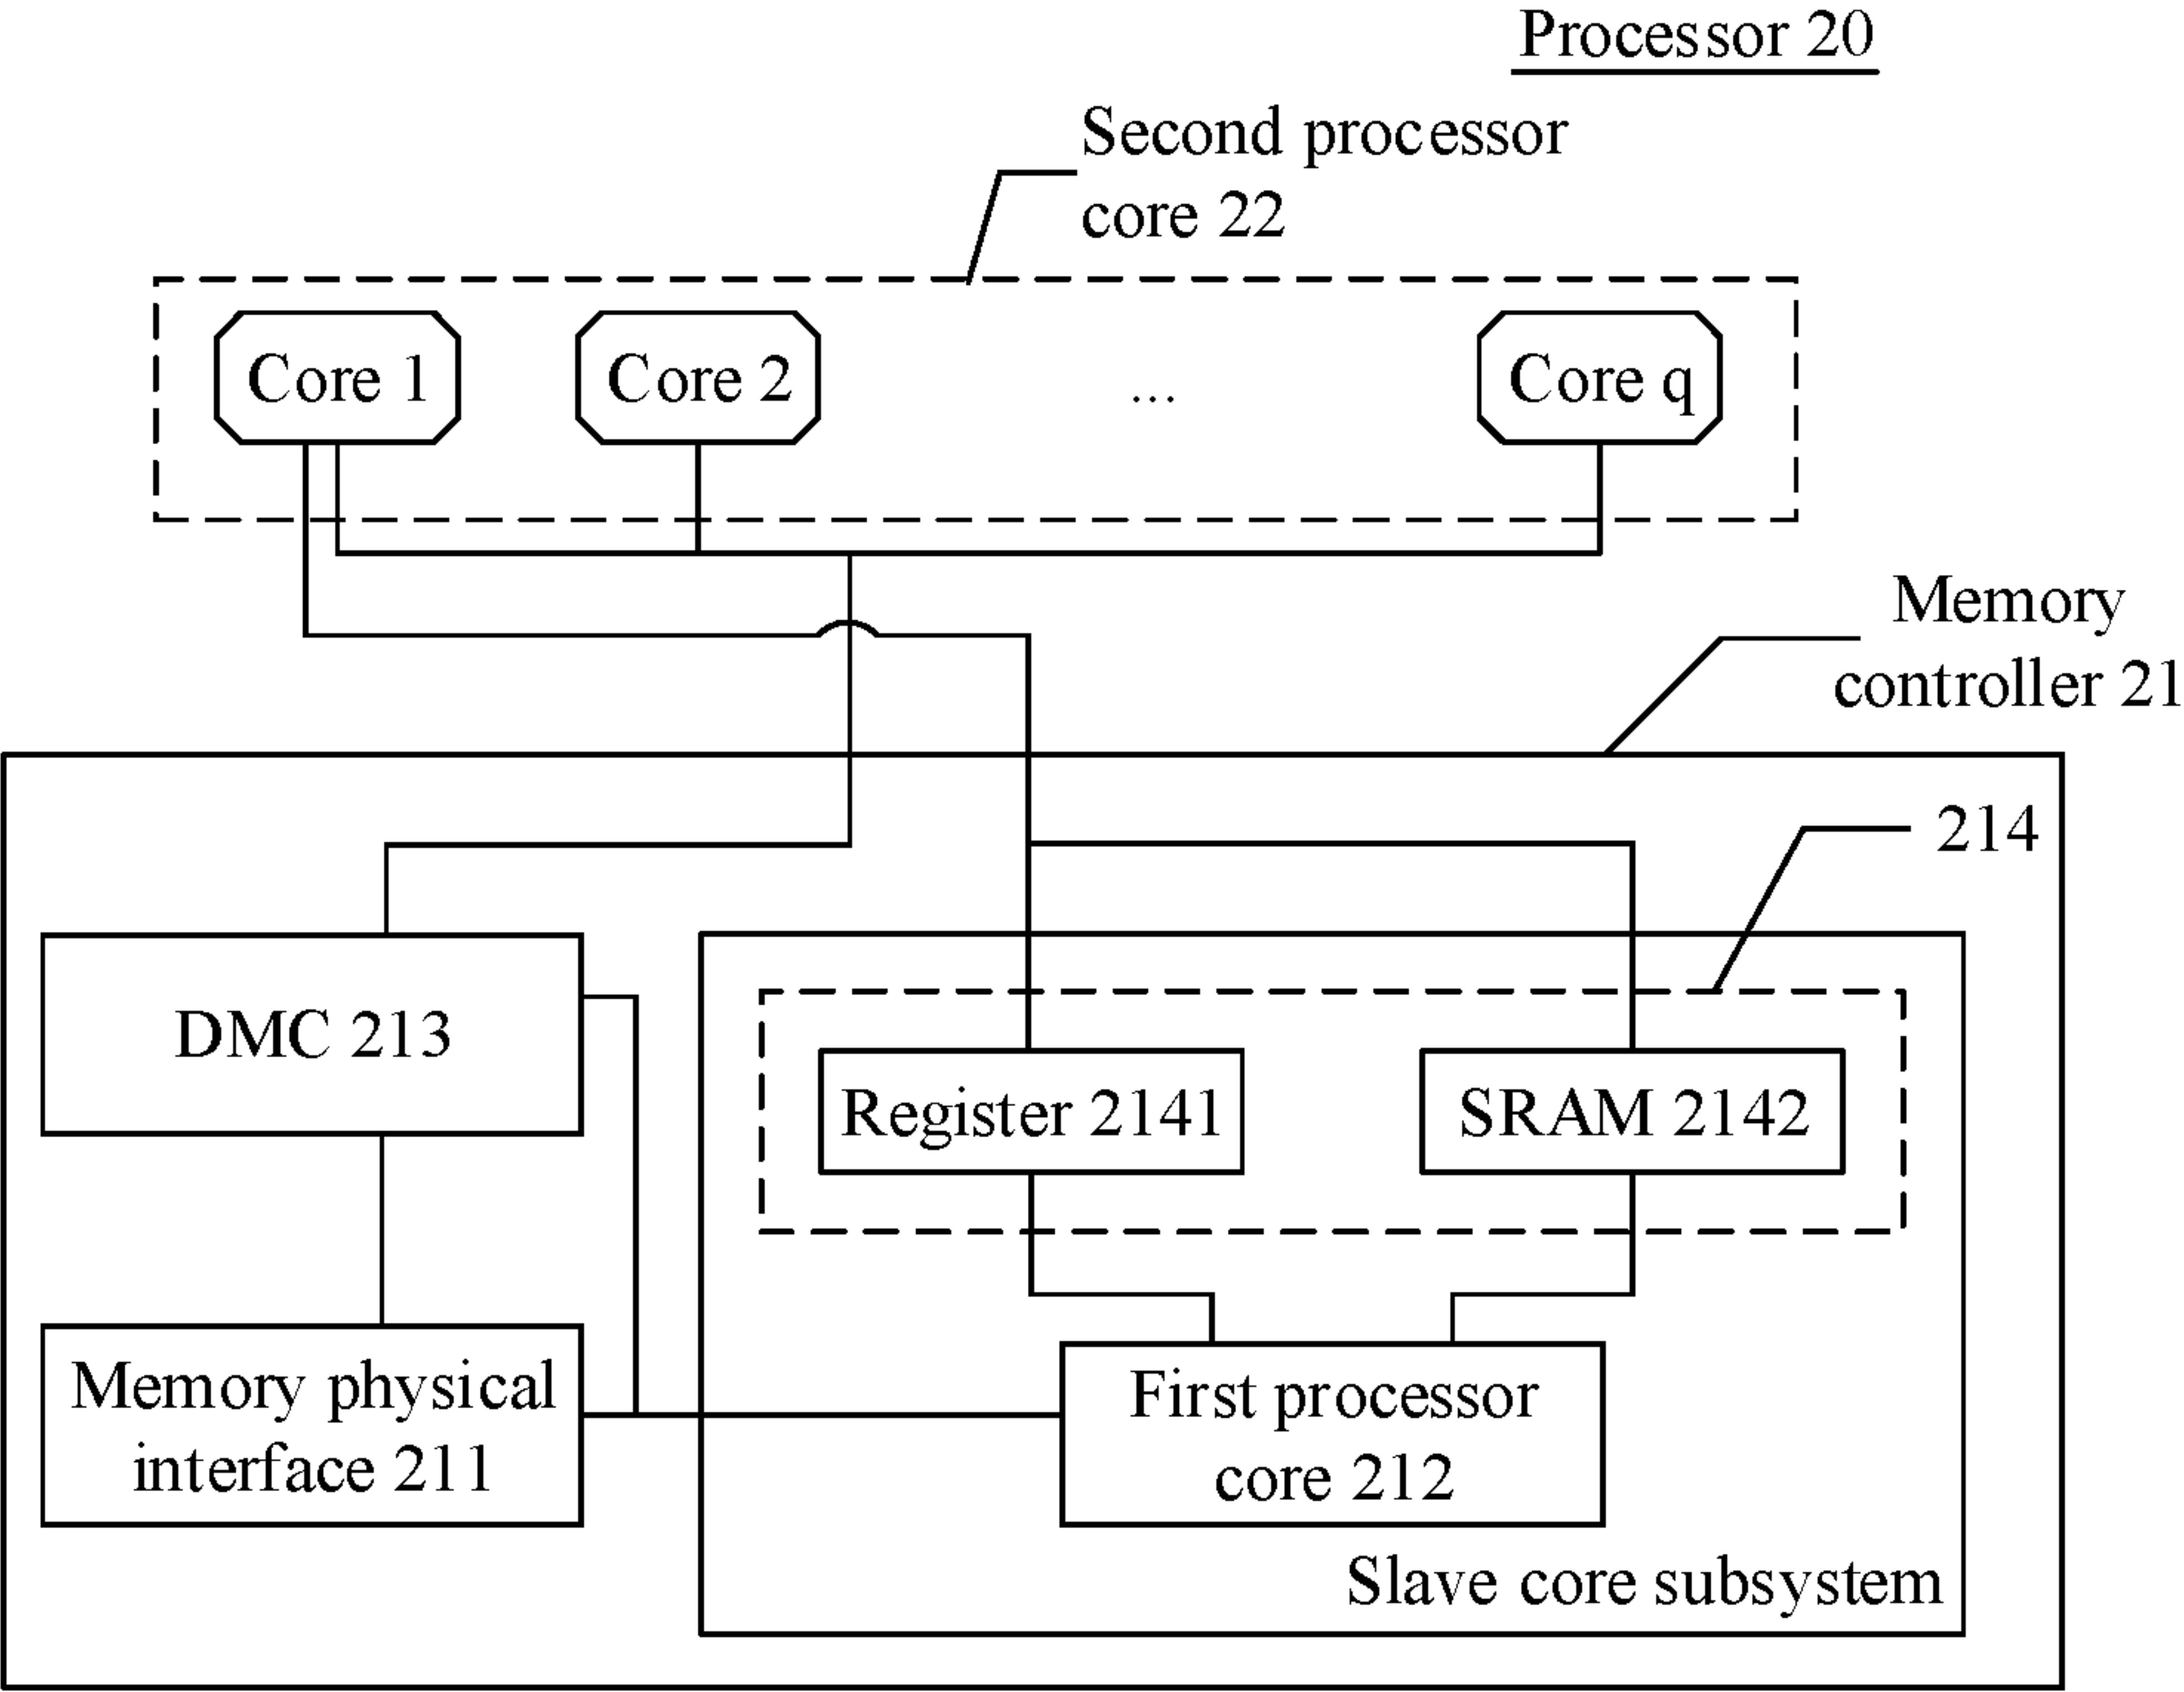 Processor 20
Second processor
core 22
Core 1
Core 2
...
Core q
Memory
controller 21
214
DMC 213
Register 2141
SRAM 2142
Memory physical
interface 211
First processor
core 212
Slave core subsystem